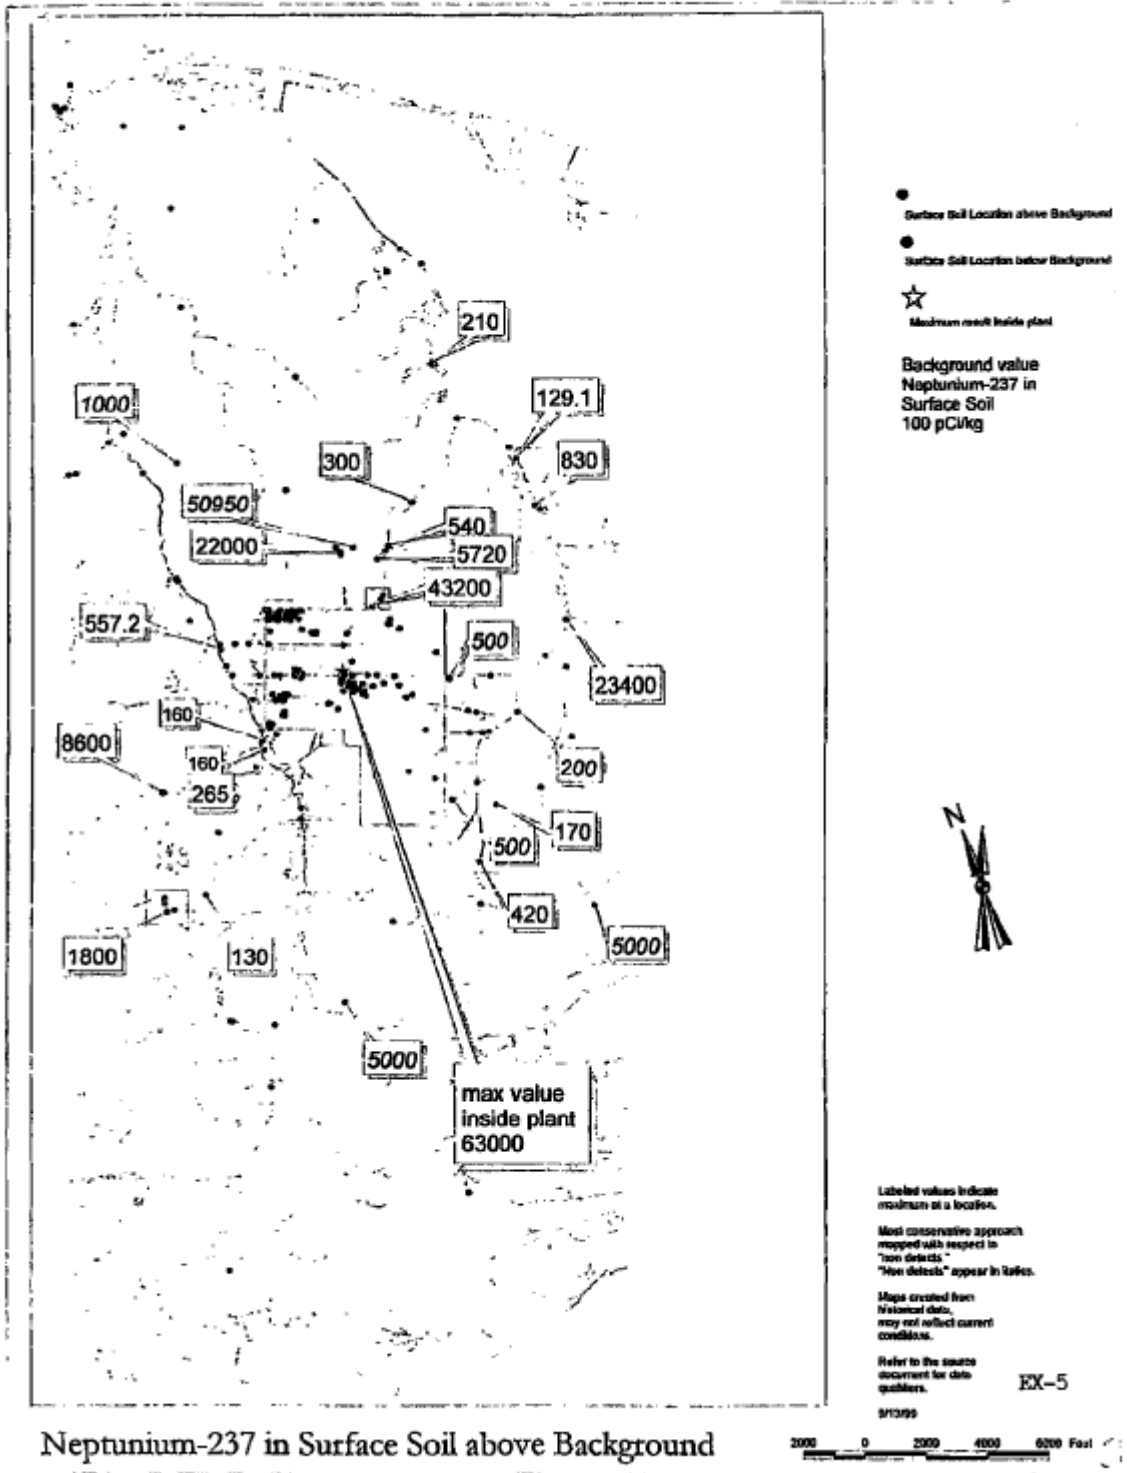 210
129.1
1000
300
830
50950
540
22000
5720
43200
557.2
500
23400
160
8600
160
200
265
170
500
420
1800
130
5000
5000
max value
inside plant
63000
Surface Soil Location above Background
Surface Soil Location below Background
Maximum result inside plant
Background value
Neptunium-237 in
Surface Soil
100 pCi/kg
N
Labeled values indicate
maximum at a location.
Most conservative approach
mapped with respect to
"non detects."
"Non detects" appear in italics.
Maps created from
historical data,
may not reflect current
conditions.
Refer to the source
document for data
qualifiers.
EX-5
9/13/99
Neptunium-237 in Surface Soil above Background
2000 0 2000 4000 6000 Feet